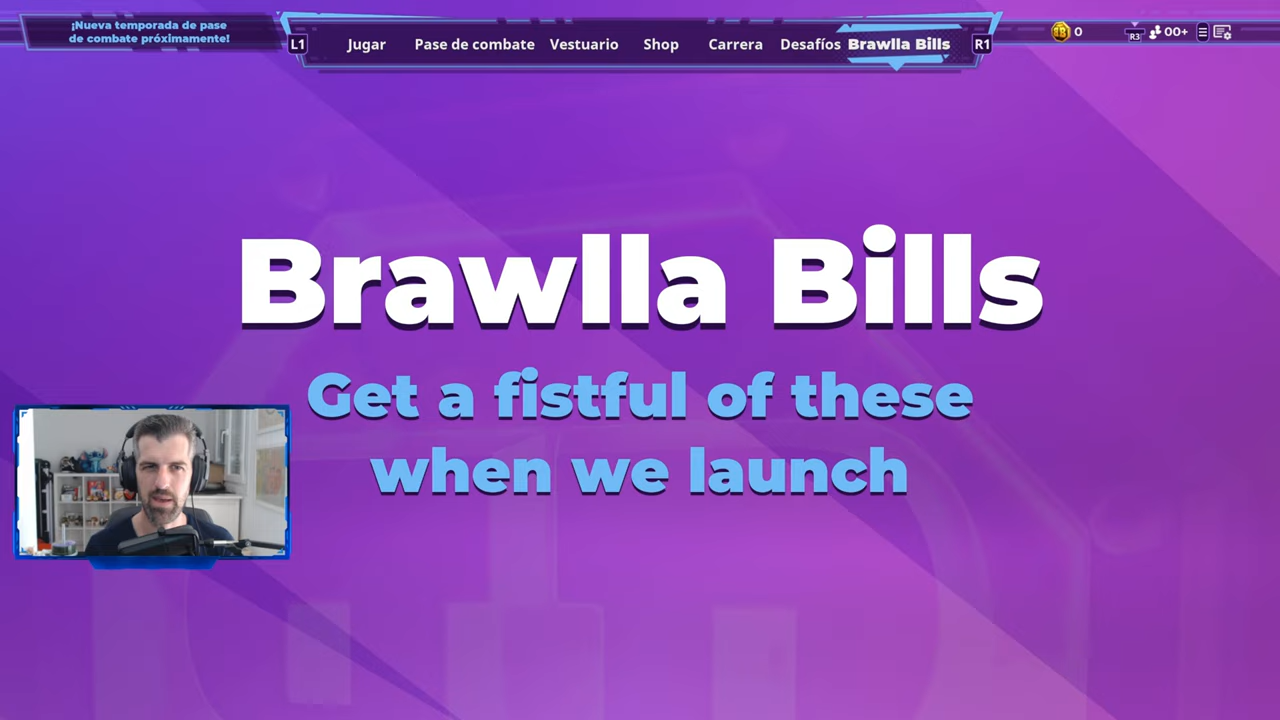 ¡Nueva temporada de pase
de combate próximamente!
L1 Jugar Pase de combate Vestuario Shop Carrera Desafíos Brawlla Bills R1
0 R3 00+
Brawlla Bills
Get a fistful of these
when we launch